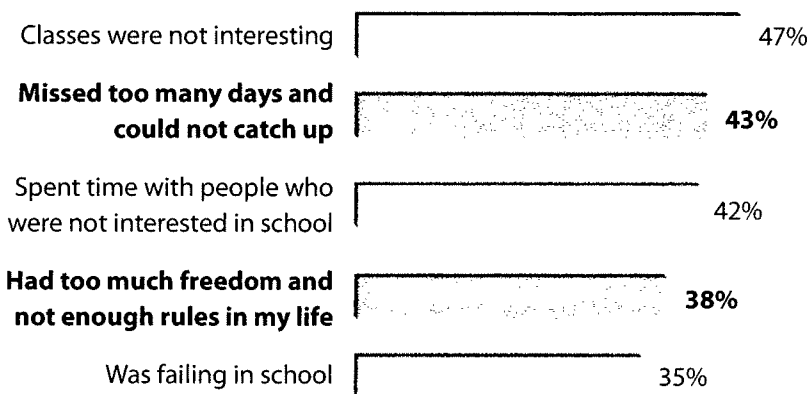 Classes were not interesting 47%
Missed too many days and
could not catch up 43%
Spent time with people who
were not interested in school 42%
Had too much freedom and
not enough rules in my life 38%
Was failing in school 35%